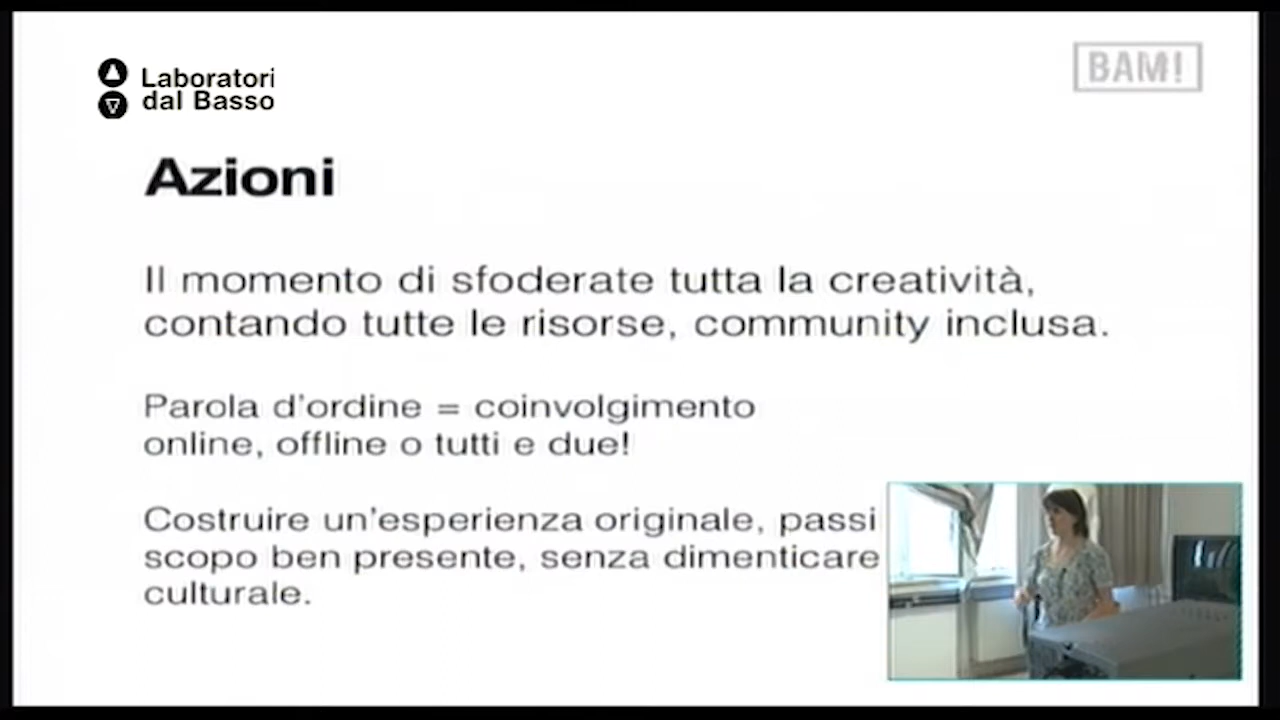 Laboratori
dal Basso
BAM!
Azioni
Il momento di sfoderate tutta la creatività,
contando tutte le risorse, community inclusa.
Parola d'ordine = coinvolgimento
online, offline o tutti e due!
Costruire un'esperienza originale, passi
scopo ben presente, senza dimenticare
culturale.